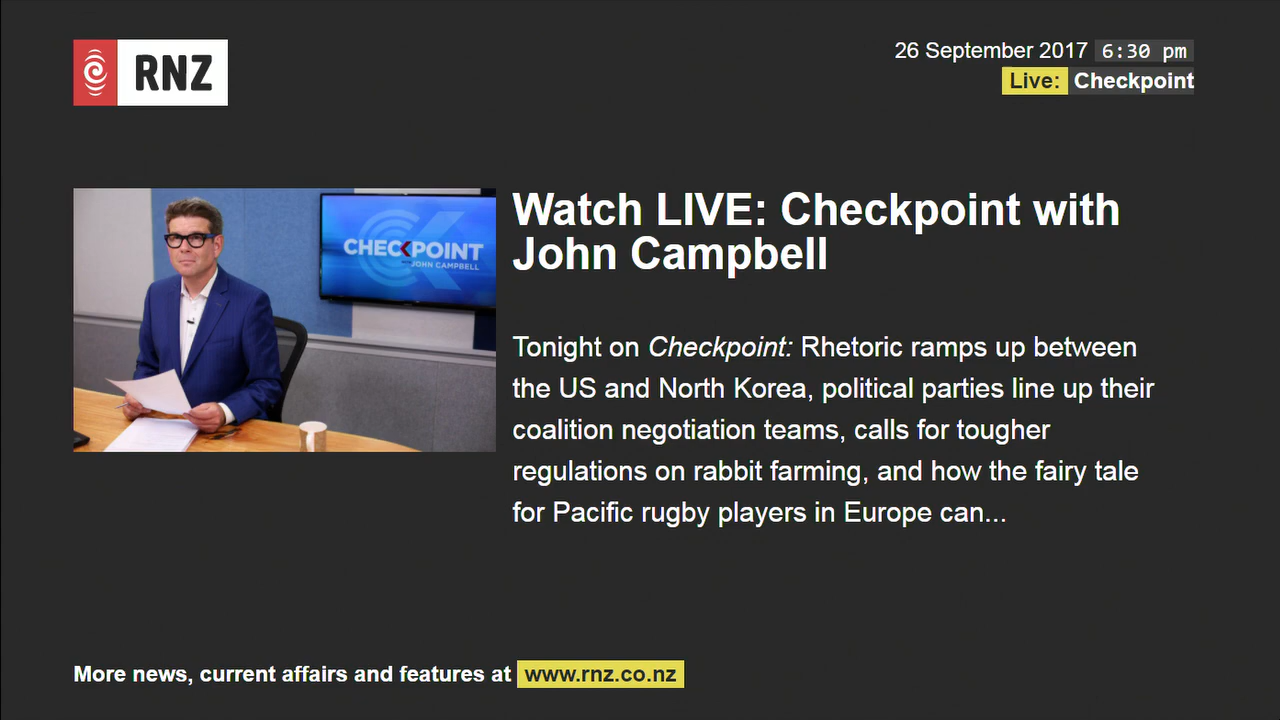 RNZ
26 September 2017 6:30 pm
Live: Checkpoint
CHECKPOINT
JOHN CAMPBELL
Watch LIVE: Checkpoint with
John Campbell
Tonight on Checkpoint: Rhetoric ramps up between
the US and North Korea, political parties line up their
coalition negotiation teams, calls for tougher
regulations on rabbit farming, and how the fairy tale
for Pacific rugby players in Europe can...
More news, current affairs and features at www.rnz.co.nz